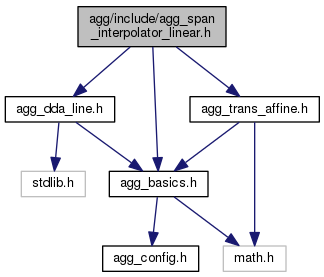 agg/include/agg_span
_interpolator_linear.h
agg_dda_line.h
agg_trans_affine.h
stdlib.h
agg_basics.h
agg_config.h
math.h